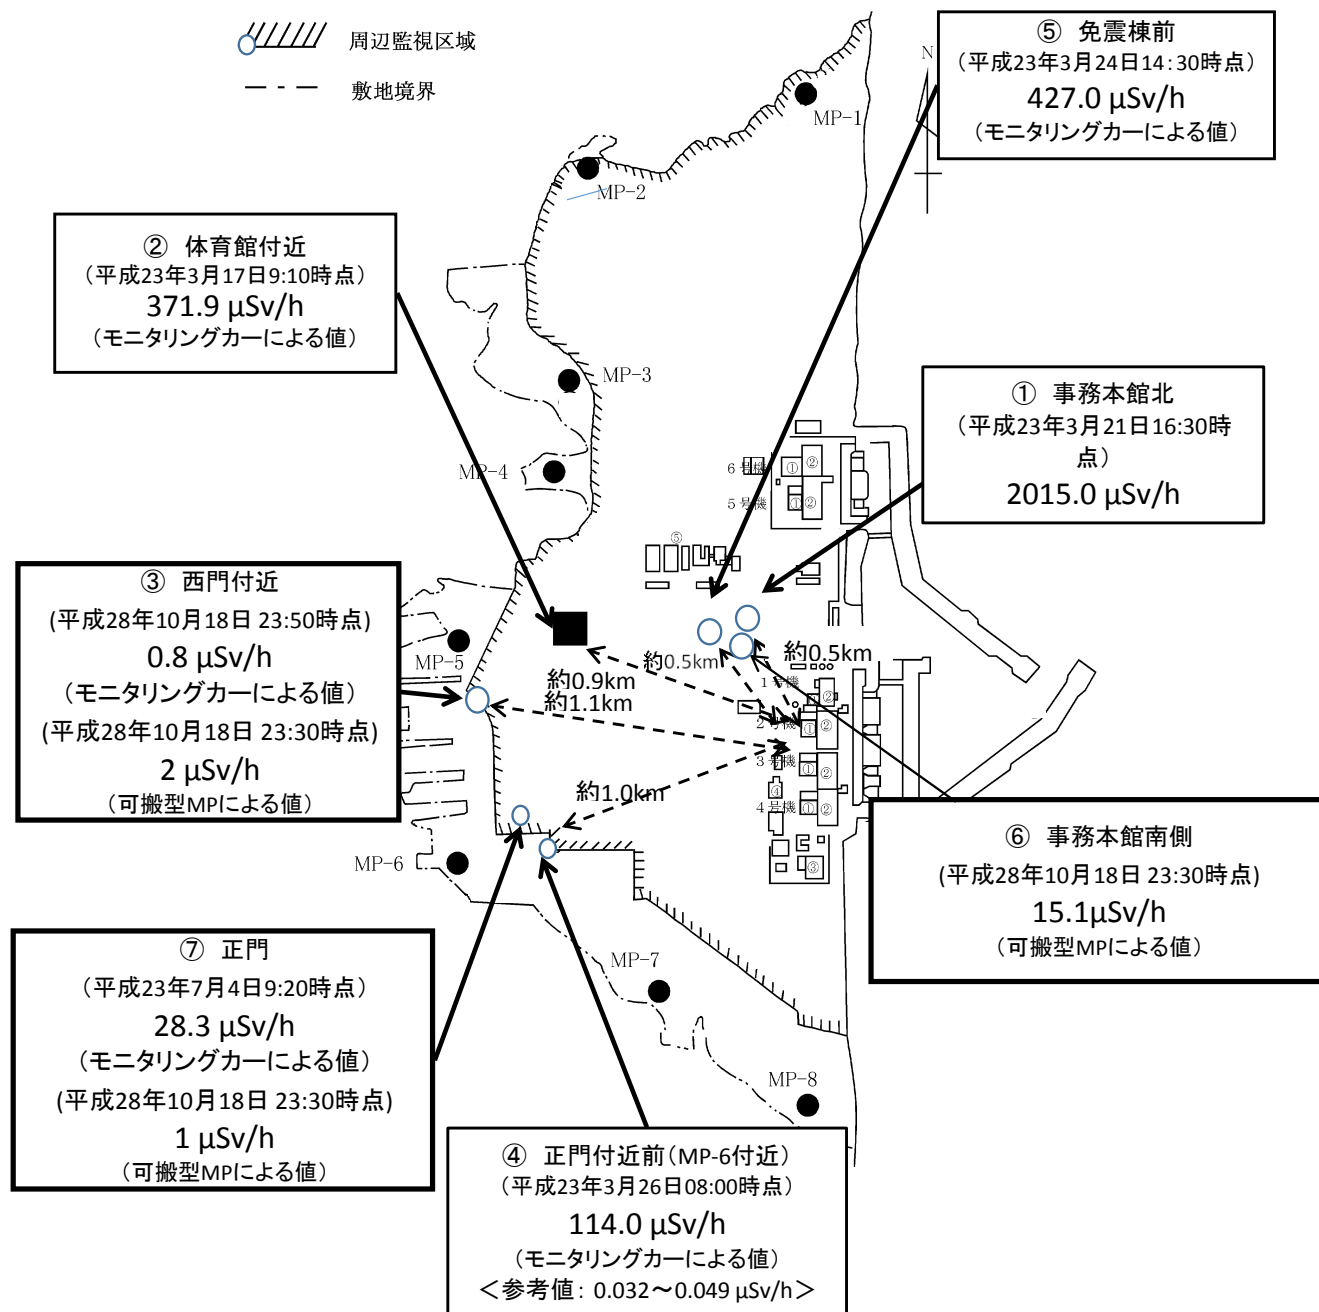 周辺監視区域
敷地境界
⑤ 免震棟前
(平成23年3月24日14:30時点)
427.0 μSv/h
(モニタリングカーによる値)
N
MP-1
MP-2
② 体育館付近
(平成23年3月17日9:10時点)
371.9 μSv/h
(モニタリングカーによる値)
MP-3
① 事務本館北
(平成23年3月21日16:30時
点)
2015.0 μSv/h
MP-4
6号機
①
②
5号機
①
②
⑤
③ 西門付近
(平成28年10月18日 23:50時点)
0.8 μSv/h
(モニタリングカーによる値)
(平成28年10月18日 23:30時点)
2 μSv/h
(可搬型MPによる値)
MP-5
約0.5km
約0.5km
約0.9km
約1.1km
1号機
②
2号機
①
②
3号機
①
②
約1.0km
④
4号機
①
②
③
MP-6
⑥ 事務本館南側
(平成28年10月18日 23:30時点)
15.1μSv/h
(可搬型MPによる値)
⑦ 正門
(平成23年7月4日9:20時点)
28.3 μSv/h
(モニタリングカーによる値)
(平成28年10月18日 23:30時点)
1 μSv/h
(可搬型MPによる値)
MP-7
MP-8
④ 正門付近前(MP-6付近)
(平成23年3月26日08:00時点)
114.0 μSv/h
(モニタリングカーによる値)
<参考値: 0.032~0.049 μSv/h>